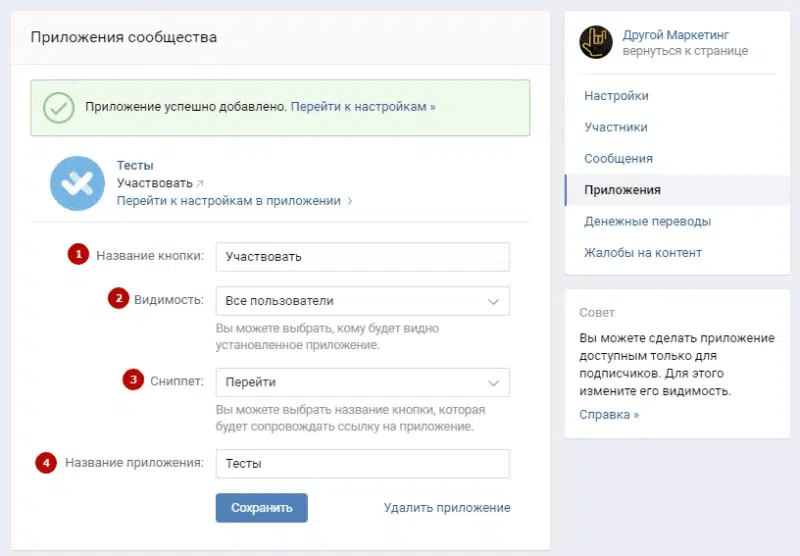 Приложения сообщества
Приложение успешно добавлено. Перейти к настройкам »
Тесты
Участвовать
Перейти к настройкам в приложении
1 Название кнопки: Участвовать
2 Видимость: Все пользователи
Вы можете выбрать, кому будет видно
установленное приложение.
3 Сниппет: Перейти
Вы можете выбрать название кнопки, которая
будет сопровождать ссылку на приложение.
4 Название приложения: Тесты
Сохранить Удалить приложение
Другой Маркетинг
вернуться к странице
Настройки
Участники
Сообщения
Приложения
Денежные переводы
Жалобы на контент
Совет
Вы можете сделать приложение
доступным только для
подписчиков. Для этого
измените его видимость.
Справка »